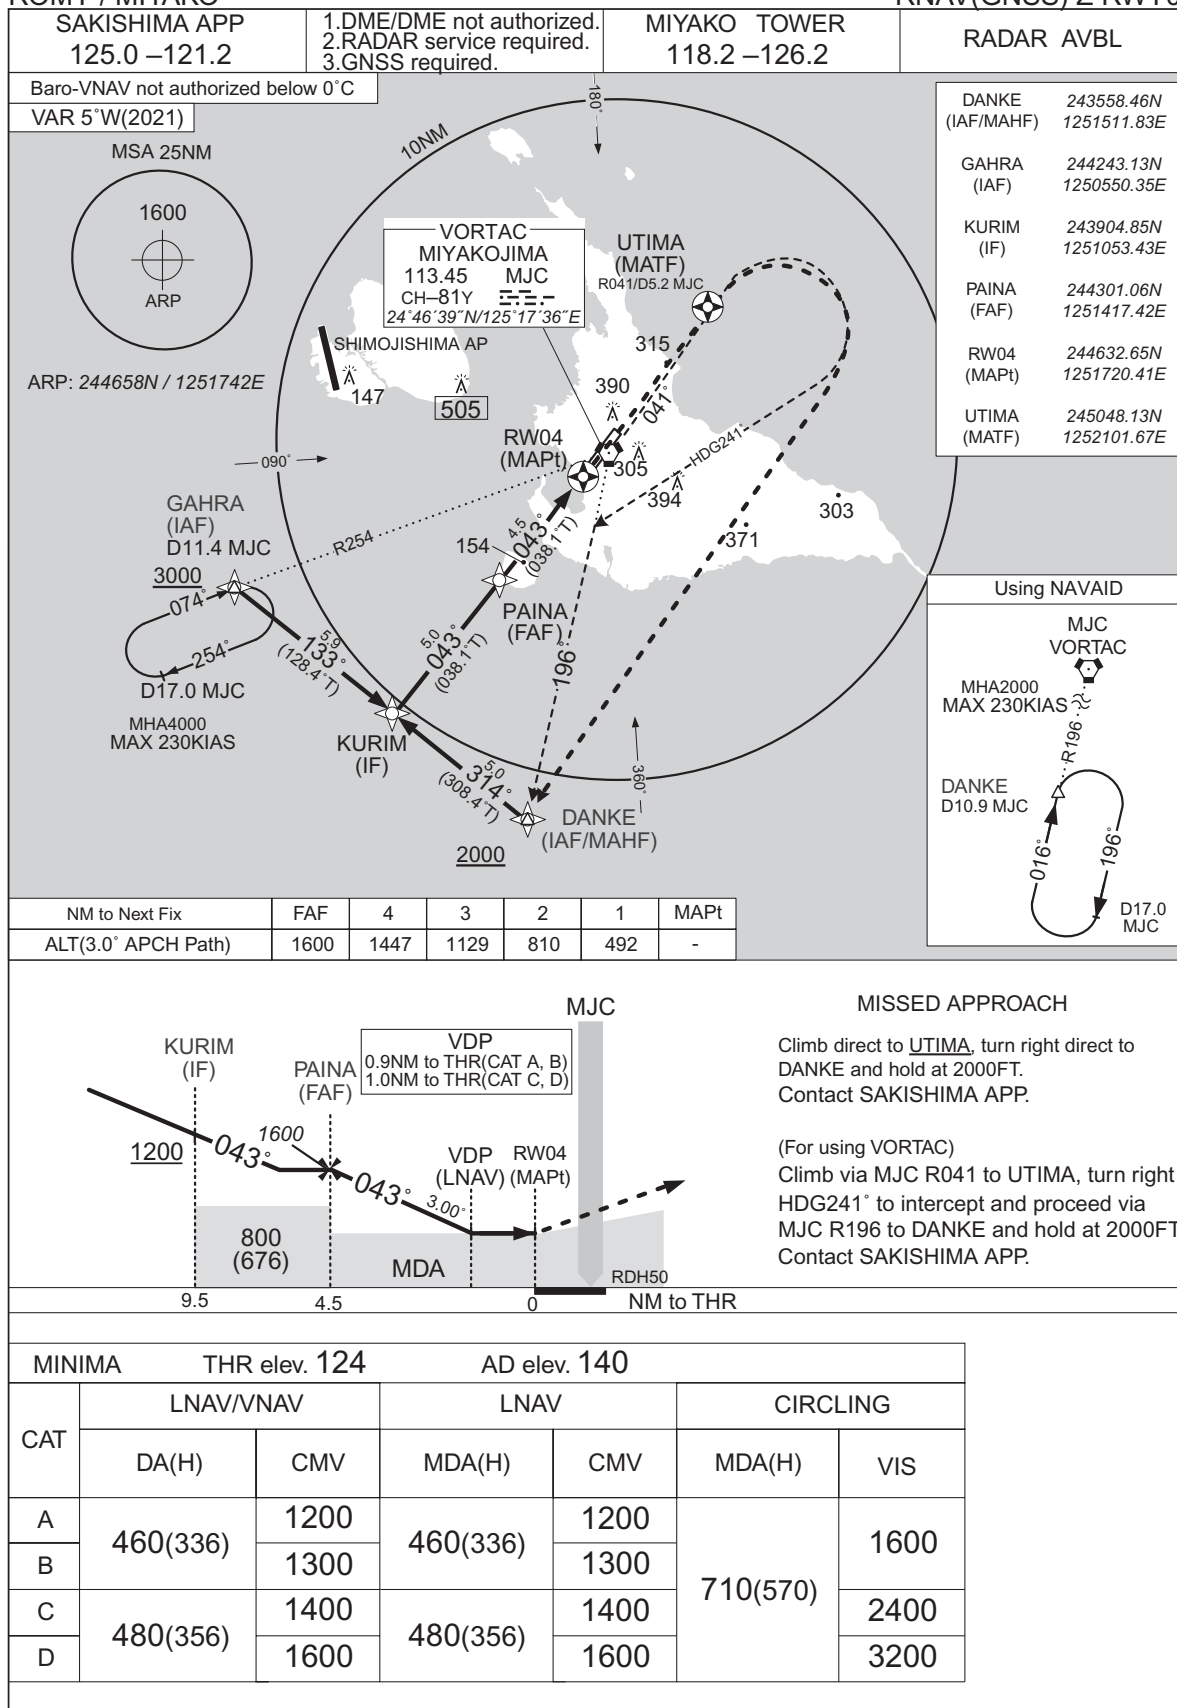 SAKISHIMA APP
125.0 –121.2
1.DME/DME not authorized.
2.RADAR service required.
3.GNSS required.
MIYAKO TOWER
118.2 –126.2
RADAR AVBL
Baro-VNAV not authorized below 0˚C
VAR 5˚W(2021)
MSA 25NM
1600
ARP
ARP: 244658N / 1251742E
10NM
180˚
090˚
360˚
VORTAC
MIYAKOJIMA
113.45 MJC
CH–81Y
24˚46´39˝N/125˚17´36˝E
UTIMA
(MATF)
R041/D5.2 MJC
SHIMOJISHIMA AP
147
505
315
390
041˚
RW04
(MAPt)
305
HDG241˚
394
303
371
GAHRA
(IAF)
D11.4 MJC
3000
R254
074˚
254˚
D17.0 MJC
MHA4000
MAX 230KIAS
5.9
133˚
(128.4˚T)
154
4.5
043˚
(038.1˚T)
PAINA
(FAF)
5.0
043˚
(038.1˚T)
196˚
KURIM
(IF)
5.0
314˚
(308.4˚T)
DANKE
(IAF/MAHF)
2000
DANKE 243558.46N
(IAF/MAHF) 1251511.83E
GAHRA 244243.13N
(IAF) 1250550.35E
KURIM 243904.85N
(IF) 1251053.43E
PAINA 244301.06N
(FAF) 1251417.42E
RW04 244632.65N
(MAPt) 1251720.41E
UTIMA 245048.13N
(MATF) 1252101.67E
Using NAVAID
MJC
VORTAC
MHA2000
MAX 230KIAS
R196
DANKE
D10.9 MJC
016˚
196˚
D17.0
MJC
NM to Next Fix FAF 4 3 2 1 MAPt
ALT(3.0˚ APCH Path) 1600 1447 1129 810 492 -
MJC
KURIM
(IF)
PAINA
(FAF)
VDP
0.9NM to THR(CAT A, B)
1.0NM to THR(CAT C, D)
1200
043˚
1600
043˚
3.00˚
VDP
(LNAV)
RW04
(MAPt)
800
(676)
MDA
RDH50
9.5 4.5 0 NM to THR
MISSED APPROACH
Climb direct to UTIMA, turn right direct to
DANKE and hold at 2000FT.
Contact SAKISHIMA APP.
(For using VORTAC)
Climb via MJC R041 to UTIMA, turn right
HDG241˚ to intercept and proceed via
MJC R196 to DANKE and hold at 2000FT
Contact SAKISHIMA APP.
MINIMA THR elev. 124 AD elev. 140
CAT LNAV/VNAV LNAV CIRCLING
DA(H) CMV MDA(H) CMV MDA(H) VIS
A 460(336) 1200 460(336) 1200 710(570) 1600
B 1300 1300
C 480(356) 1400 480(356) 1400 2400
D 1600 1600 3200